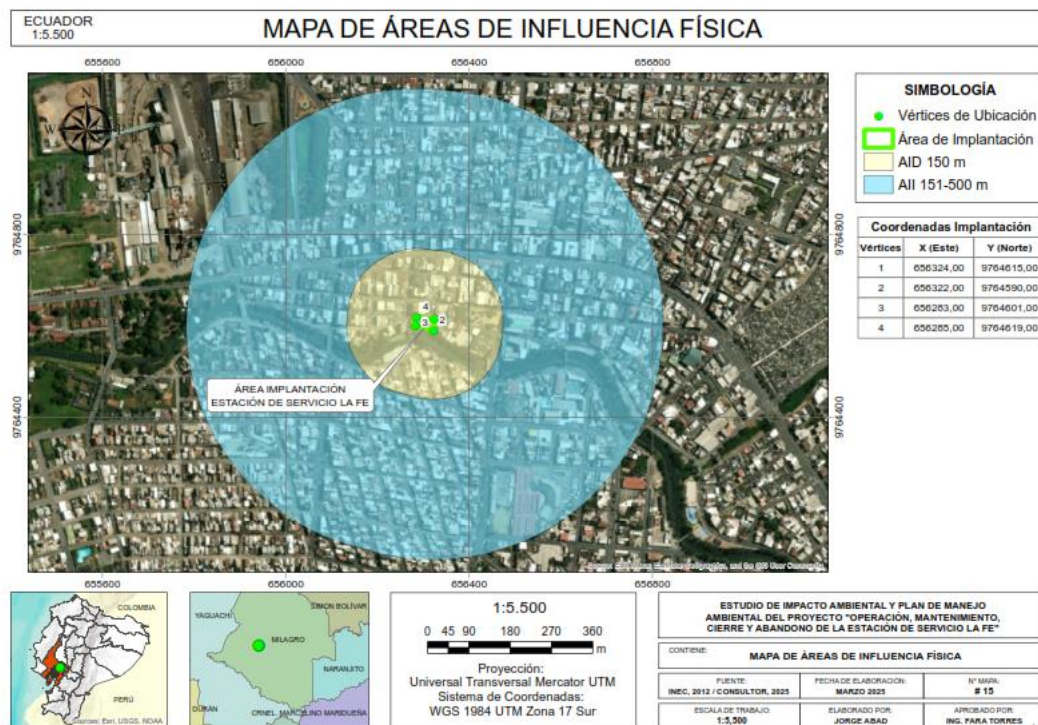 ECUADOR
1:5.500
MAPA DE ÁREAS DE INFLUENCIA FÍSICA
655600 656000 656400 656800
N
W
9764800
9764400
9764800
9764400
4
3 2
ÁREA IMPLANTACIÓN
ESTACIÓN DE SERVICIO LA FE
655600 656000 656400 656800
SIMBOLOGÍA
Vértices de Ubicación
Área de Implantación
AID 150 m
AII 151-500 m
Coordenadas Implantación
Vértices X (Este) Y (Norte)
1 656324,00 9764615,00
2 656322,00 9764590,00
3 656283,00 9764601,00
4 656285,00 9764619,00
COLOMBIA
PERÚ
Sources: Esri, USGS, NOAA
YAGUACHI
SIMON BOLÍVAR
MILAGRO
NARANJITO
DURÁN
CRNEL. MARCELINO MARIDUEÑA
1:5.500
0 45 90 180 270 360
m
Proyección:
Universal Transversal Mercator UTM
Sistema de Coordenadas:
WGS 1984 UTM Zona 17 Sur
ESTUDIO DE IMPACTO AMBIENTAL Y PLAN DE MANEJO
AMBIENTAL DEL PROYECTO "OPERACIÓN, MANTENIMIENTO,
CIERRE Y ABANDONO DE LA ESTACIÓN DE SERVICIO LA FE"
CONTIENE:
MAPA DE ÁREAS DE INFLUENCIA FÍSICA
FUENTE: FECHA DE ELABORACIÓN: N° MAPA:
INEC, 2012 / CONSULTOR, 2025 MARZO 2025 # 15
ESCALA DE TRABAJO: ELABORADO POR: APROBADO POR:
1:5,500 JORGE ABAD ING. FARA TORRES